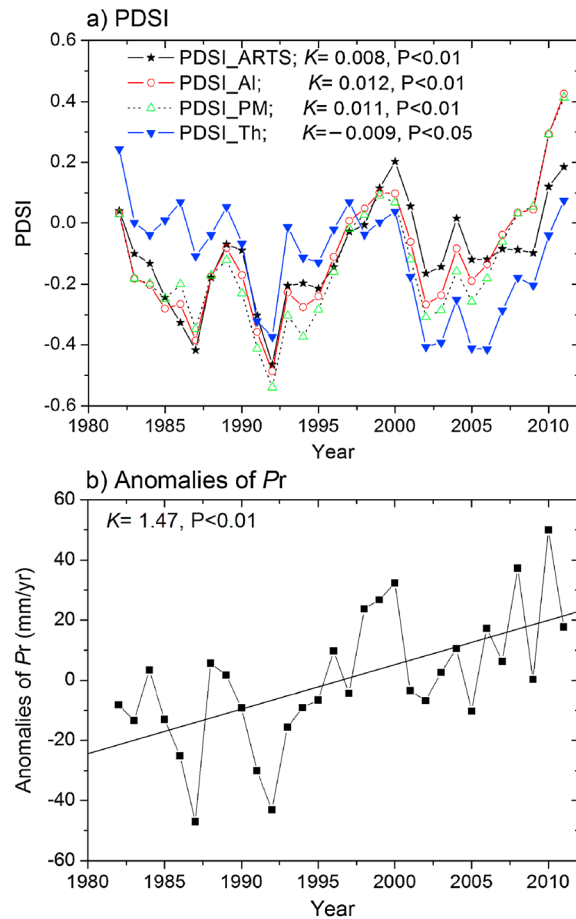 a) PDSI
0.6
PDSI_ARTS; K= 0.008, P<0.01
PDSI_AI; K= 0.012, P<0.01
0.4
PDSI_PM; K= 0.011, P<0.01
PDSI_Th; K=−0.009, P<0.05
0.2
0.0
-0.2
-0.4
-0.6
PDSI
1980 1985 1990 1995 2000 2005 2010
Year
b) Anomalies of Pr
60
K= 1.47, P<0.01
40
20
0
-20
-40
-60
Anomalies of Pr (mm/yr)
1980 1985 1990 1995 2000 2005 2010
Year